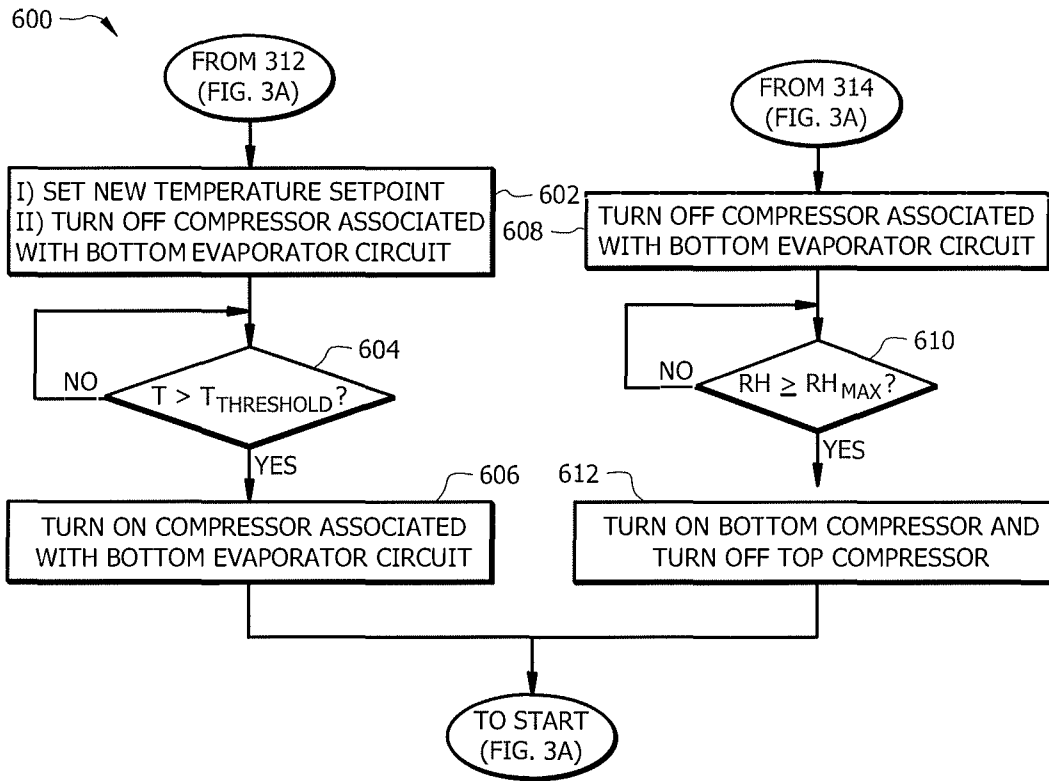 600
FROM 312
(FIG. 3A)
I) SET NEW TEMPERATURE SETPOINT
II) TURN OFF COMPRESSOR ASSOCIATED
WITH BOTTOM EVAPORATOR CIRCUIT
602
604
NO
T > T_THRESHOLD?
YES
606
TURN ON COMPRESSOR ASSOCIATED
WITH BOTTOM EVAPORATOR CIRCUIT
FROM 314
(FIG. 3A)
608
TURN OFF COMPRESSOR ASSOCIATED
WITH BOTTOM EVAPORATOR CIRCUIT
610
NO
RH ≥ RH_MAX?
YES
612
TURN ON BOTTOM COMPRESSOR AND
TURN OFF TOP COMPRESSOR
TO START
(FIG. 3A)